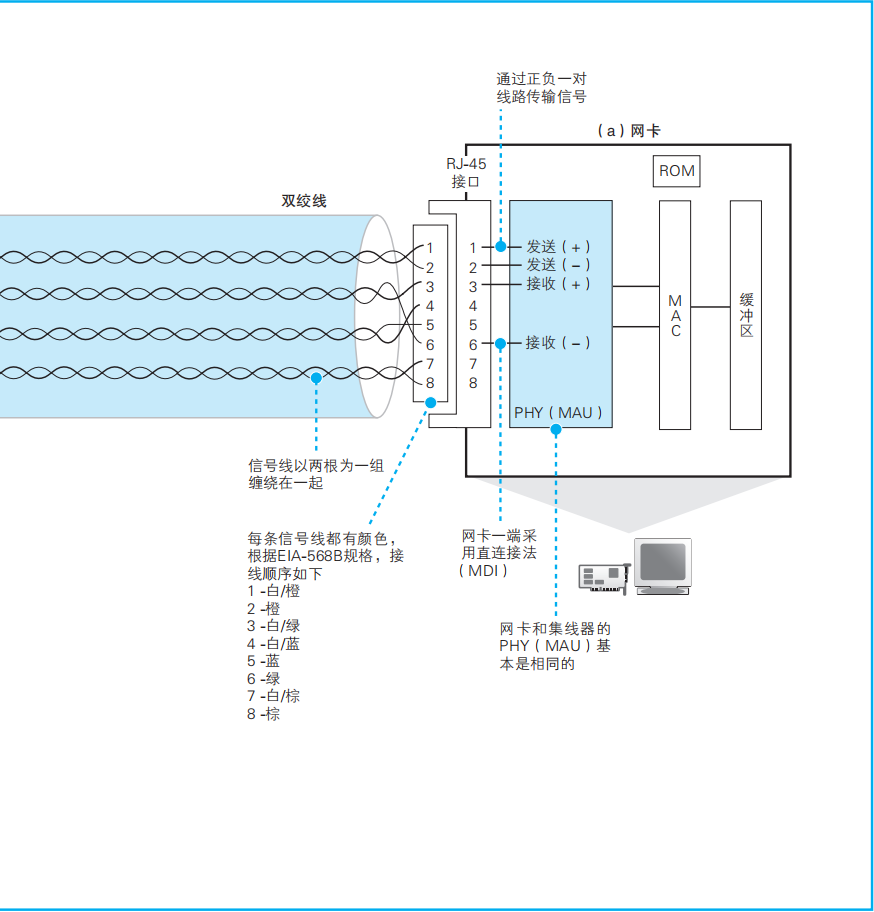 通过正负一对
线路传输信号
(a)网卡
RJ-45
接口
ROM
双绞线
1
2
3
4
5
6
7
8
1
2
3
4
5
6
7
8
发送(+)
发送(-)
接收(+)
接收(-)
PHY(MAU)
MAC
缓冲区
信号线以两根为一组
缠绕在一起
每条信号线都有颜色,
根据EIA-568B规格,接
线顺序如下
1 -白/橙
2 -橙
3 -白/绿
4 -白/蓝
5 -蓝
6 -绿
7 -白/棕
8 -棕
网卡一端采
用直连接法
(MDI)
网卡和集线器的
PHY(MAU)基
本是相同的